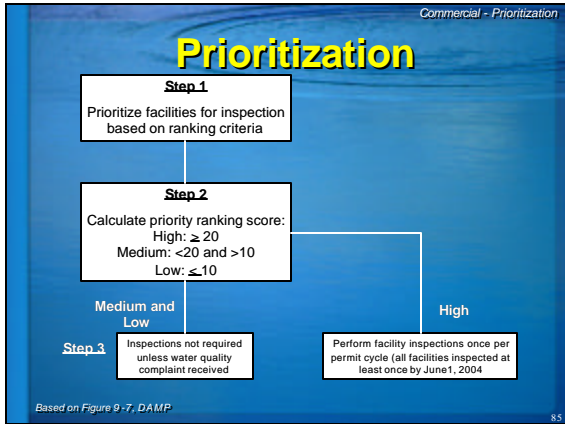 Commercial - Prioritization
Prioritization
Step 1
Prioritize facilities for inspection
based on ranking criteria
Step 2
Calculate priority ranking score:
High: ≥ 20
Medium: <20 and >10
Low: ≤ 10
Medium and
Low
High
Step 3
Inspections not required
unless water quality
complaint received
Perform facility inspections once per
permit cycle (all facilities inspected at
least once by June1, 2004
Based on Figure 9-7, DAMP
85